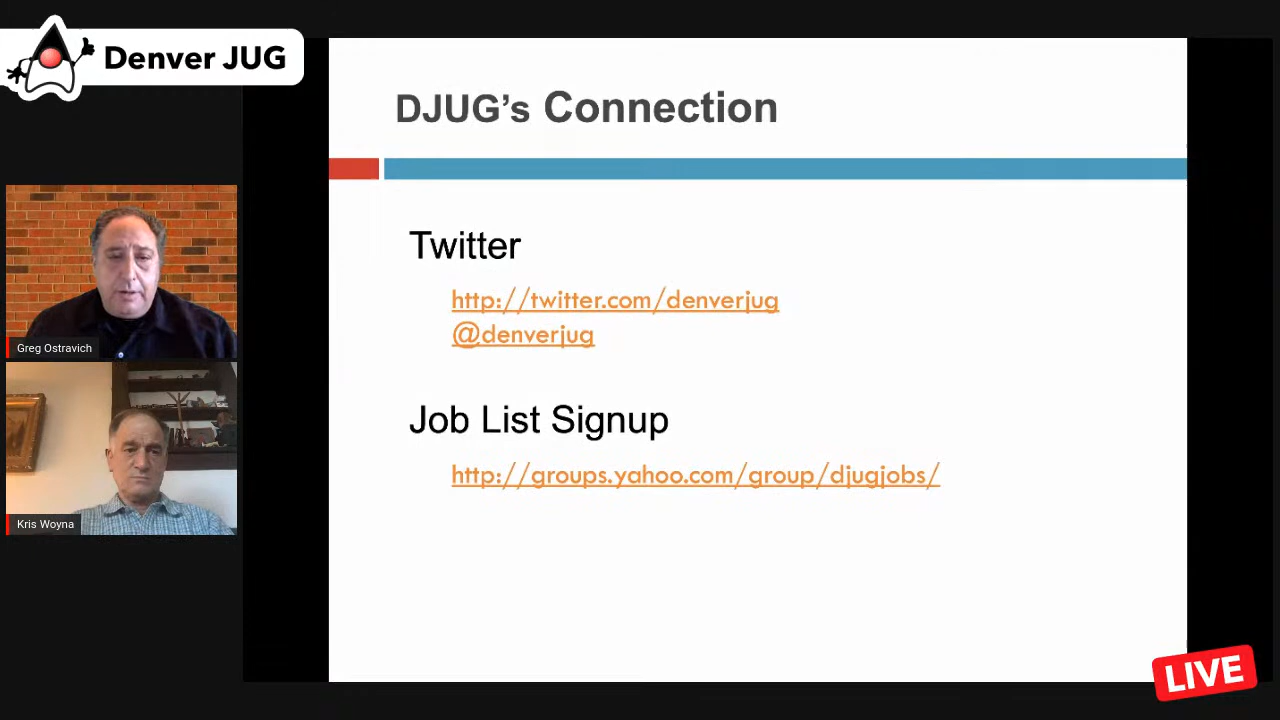 Denver JUG
DJUG's Connection
Twitter
http://twitter.com/denverjug
@denverjug
Job List Signup
http://groups.yahoo.com/group/djugjobs/
Greg Ostravich
Kris Woyna
LIVE